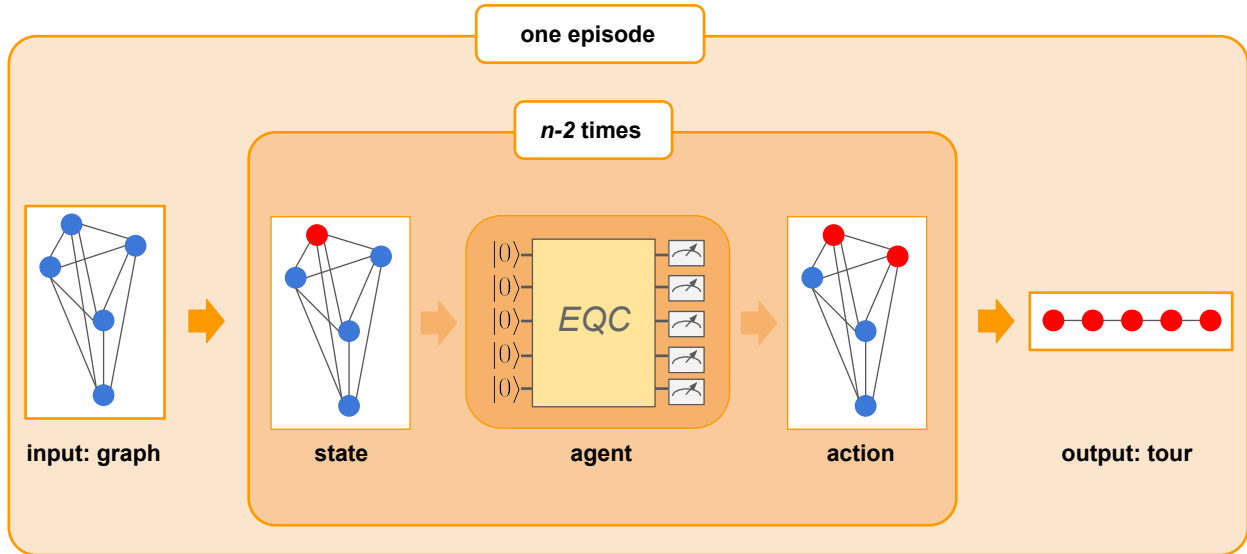 one episode
n-2 times
|0⟩
|0⟩
|0⟩
|0⟩
|0⟩
EQC
input: graph
state
agent
action
output: tour